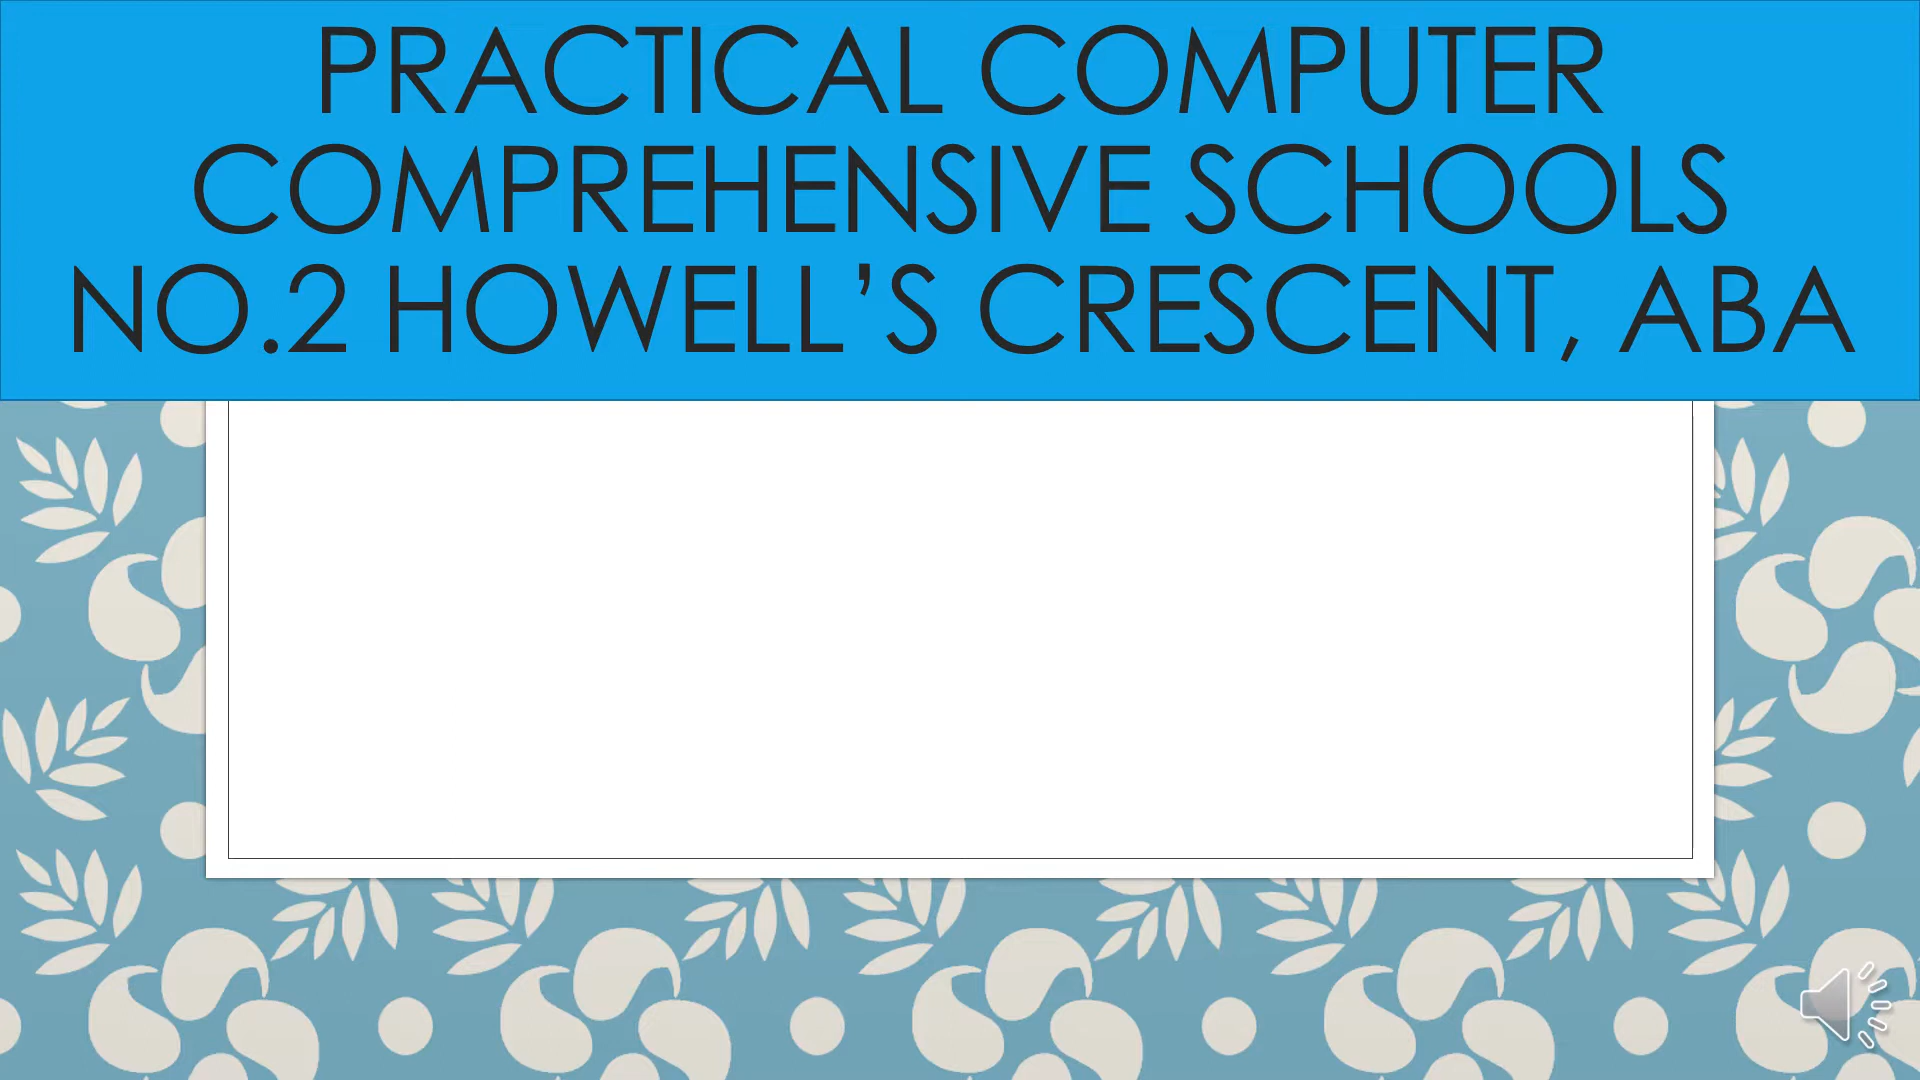 PRACTICAL COMPUTER
COMPREHENSIVE SCHOOLS
NO.2 HOWELL’S CRESCENT, ABA